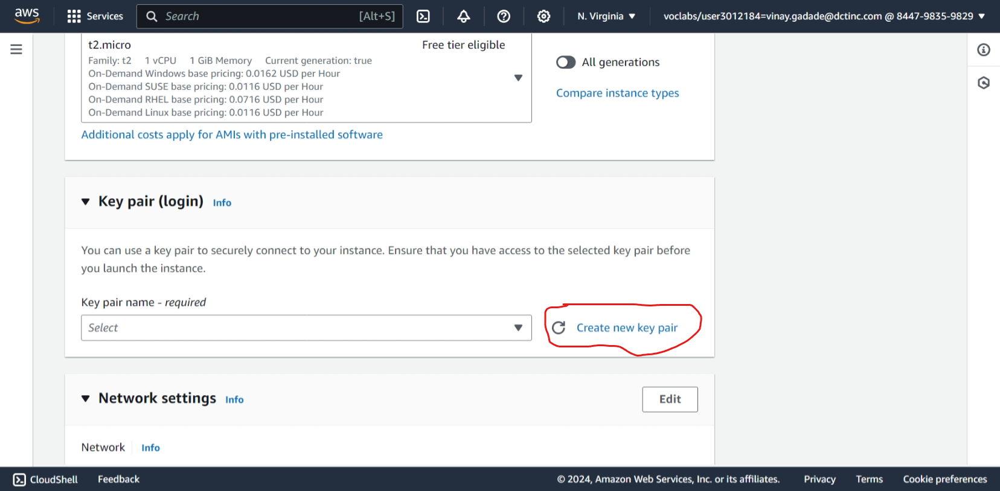 aws
Services
Search
[Alt+S]
N. Virginia
voclabs/user3012184=vinay.gadade@dctinc.com @ 8447-9835-9829
t2.micro
Free tier eligible
Family: t2 1 vCPU 1 GiB Memory Current generation: true
On-Demand Windows base pricing: 0.0162 USD per Hour
On-Demand SUSE base pricing: 0.0116 USD per Hour
On-Demand RHEL base pricing: 0.0716 USD per Hour
On-Demand Linux base pricing: 0.0116 USD per Hour
All generations
Compare instance types
Additional costs apply for AMIs with pre-installed software
Key pair (login) Info
You can use a key pair to securely connect to your instance. Ensure that you have access to the selected key pair before
you launch the instance.
Key pair name - required
Select
Create new key pair
Network settings Info
Edit
Network Info
CloudShell
Feedback
© 2024, Amazon Web Services, Inc. or its affiliates.
Privacy
Terms
Cookie preferences